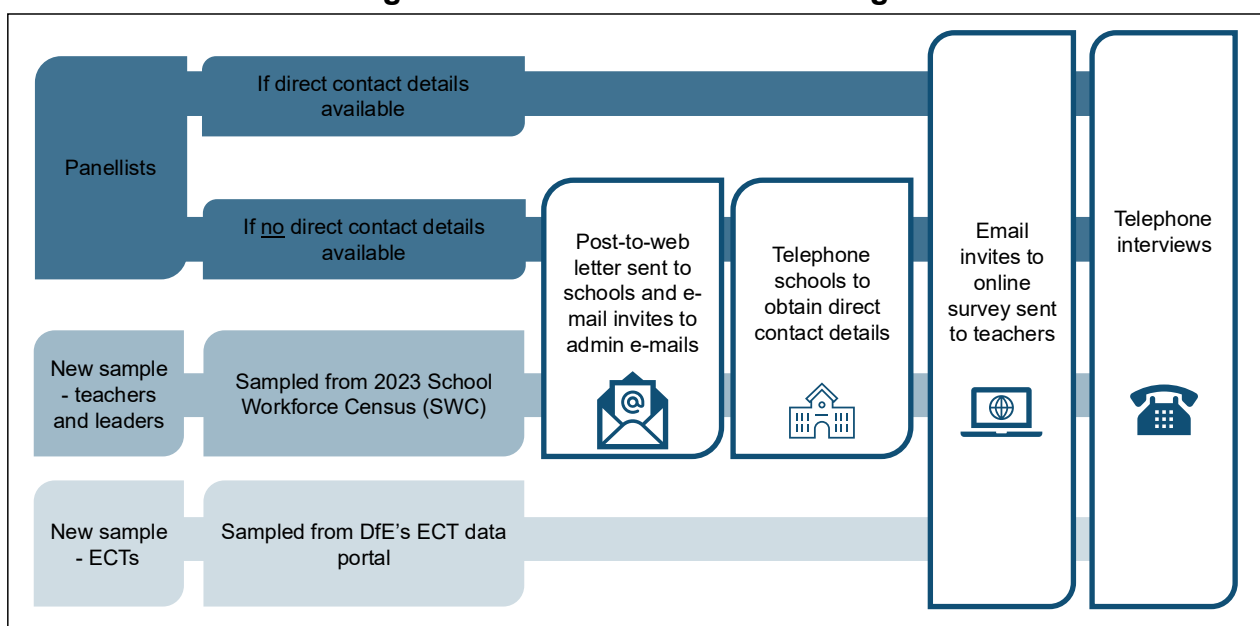 Panellists
If direct contact details
available
If no direct contact details
available
Post-to-web
letter sent to
schools and e-
mail invites to
admin e-mails
Telephone
schools to
obtain direct
contact details
Email
invites to
online
survey sent
to teachers
Telephone
interviews
New sample
- teachers
and leaders
Sampled from 2023 School
Workforce Census (SWC)
New sample
- ECTs
Sampled from DfE’s ECT data
portal